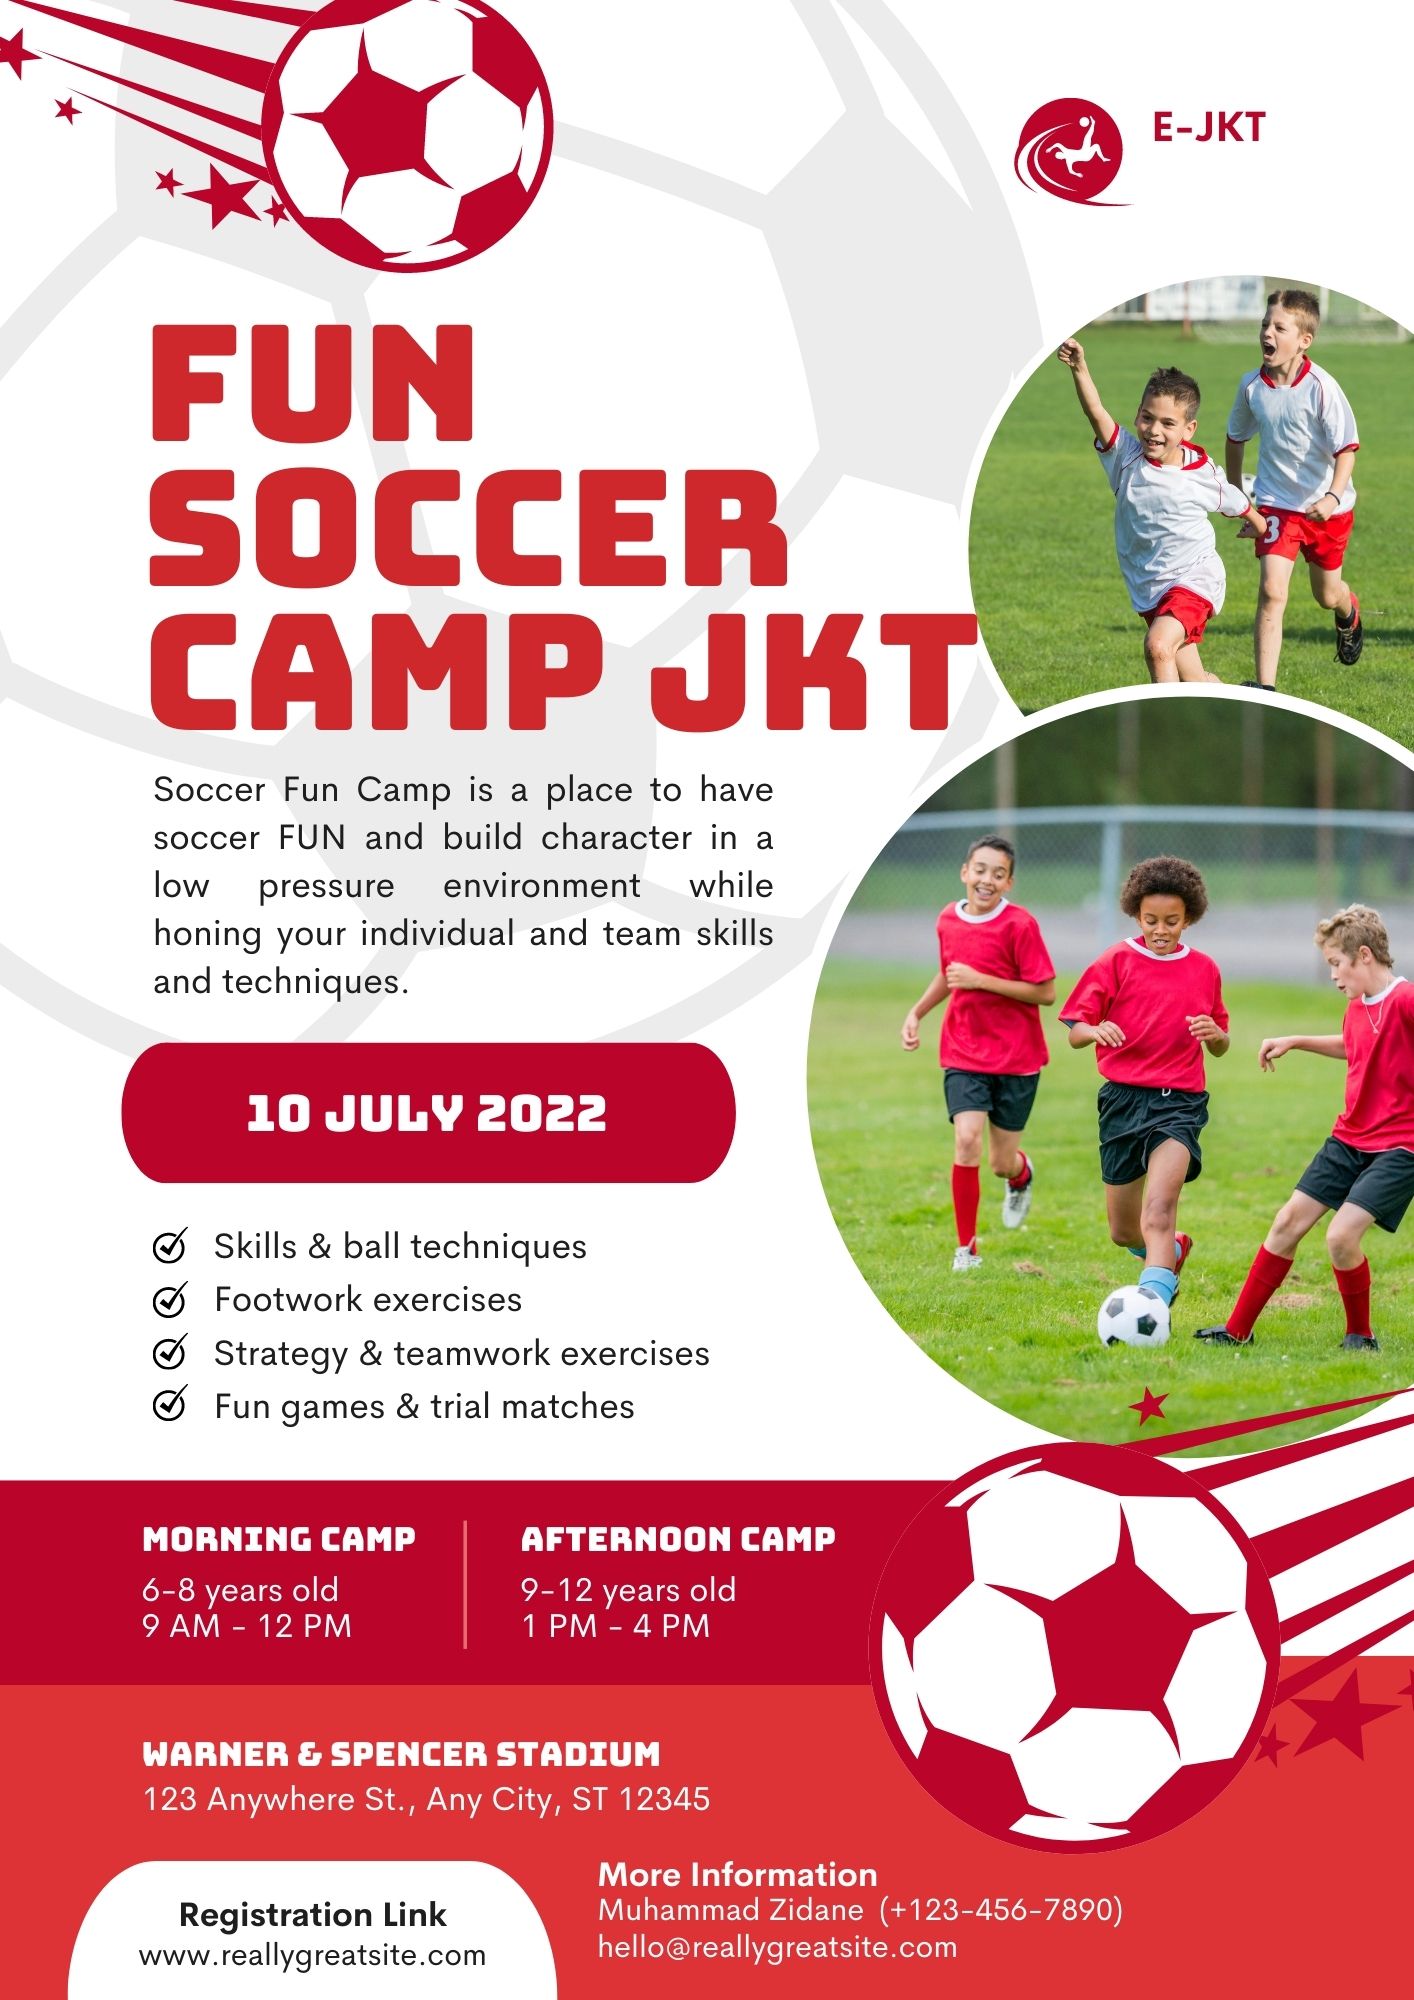 E-JKT
FUN
SOCCER
CAMP JKT
Soccer Fun Camp is a place to have
soccer FUN and build character in a
low pressure environment while
honing your individual and team skills
and techniques.
10 JULY 2022
Skills & ball techniques
Footwork exercises
Strategy & teamwork exercises
Fun games & trial matches
MORNING CAMP
6-8 years old
9 AM - 12 PM
AFTERNOON CAMP
9-12 years old
1 PM - 4 PM
WARNER & SPENCER STADIUM
123 Anywhere St., Any City, ST 12345
Registration Link
www.reallygreatsite.com
More Information
Muhammad Zidane (+123-456-7890)
hello@reallygreatsite.com
3